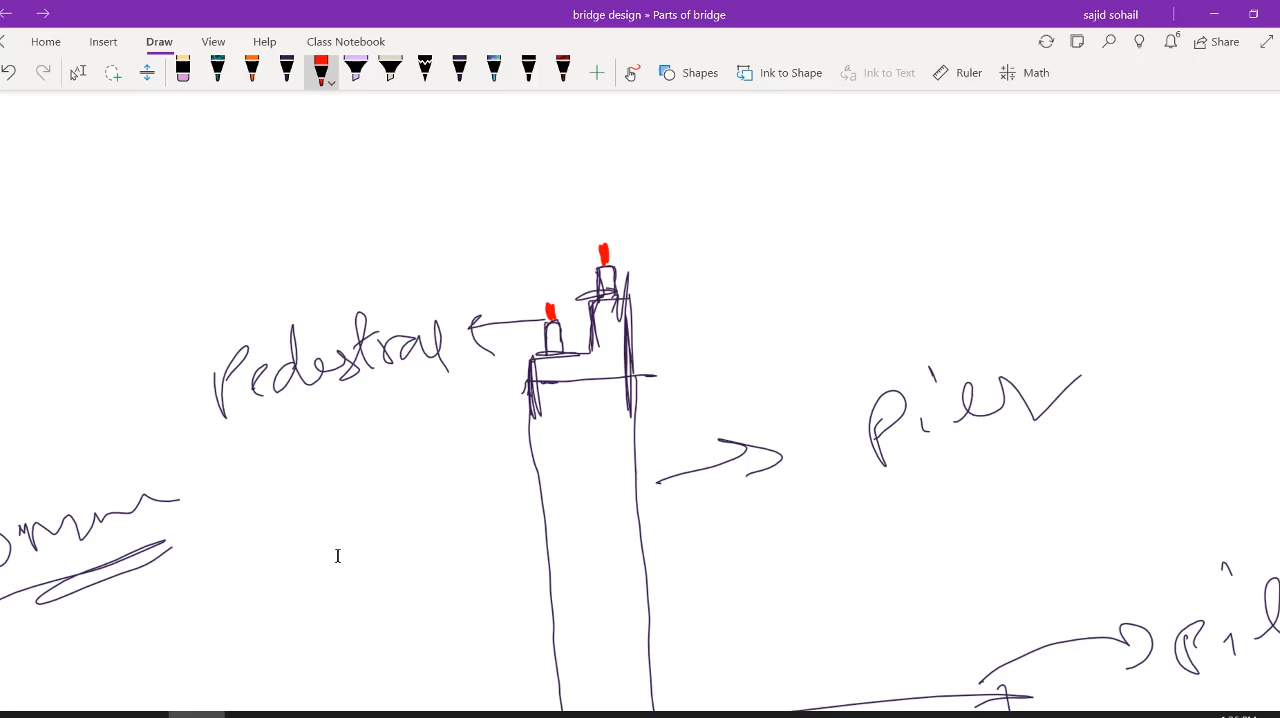 bridge design » Parts of bridge
sajid sohail
Home Insert Draw View Help Class Notebook
6
Share
Shapes Ink to Shape Ink to Text Ruler Math
Pedestral
Pier